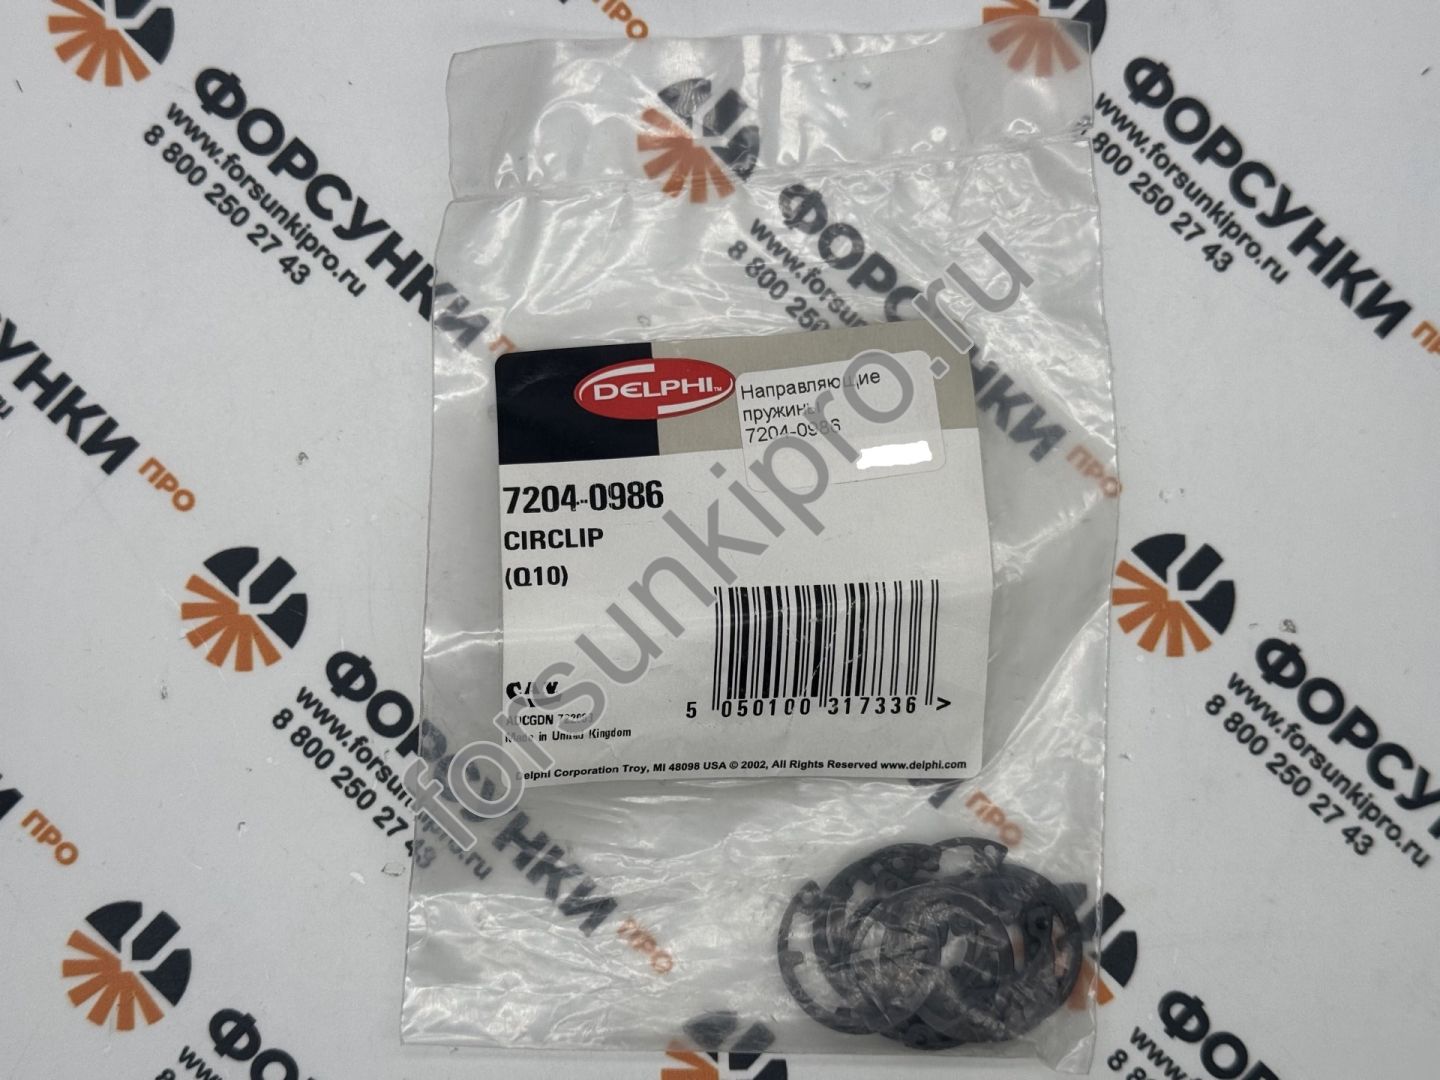 DELPHI
Направляющие
пружины
7204-0986
7204-0986
CIRCLIP
(Q10)
5 050100 317336 >
Made in United Kingdom
Delphi Corporation Troy, MI 48098 USA © 2002, All Rights Reserved www.delphi.com
forsunkipro.ru
ФОРСУНКИ ПРО
www.forsunkipro.ru
8 800 250 27 43